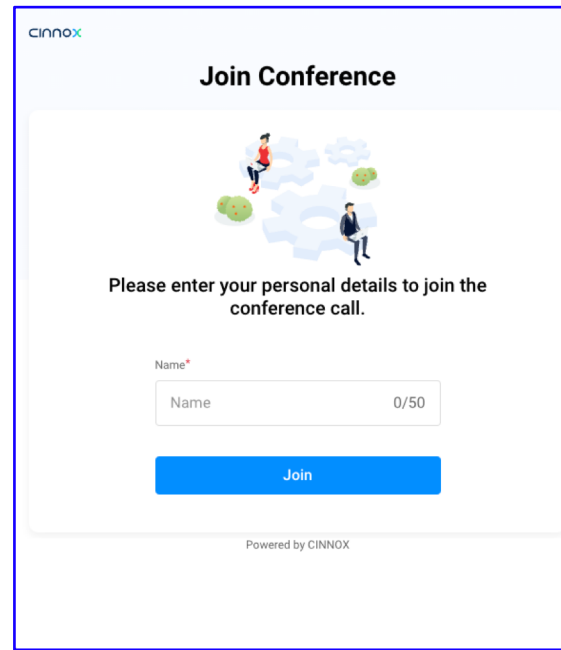 CINNOX
Join Conference
Please enter your personal details to join the
conference call.
Name*
Name 0/50
Join
Powered by CINNOX